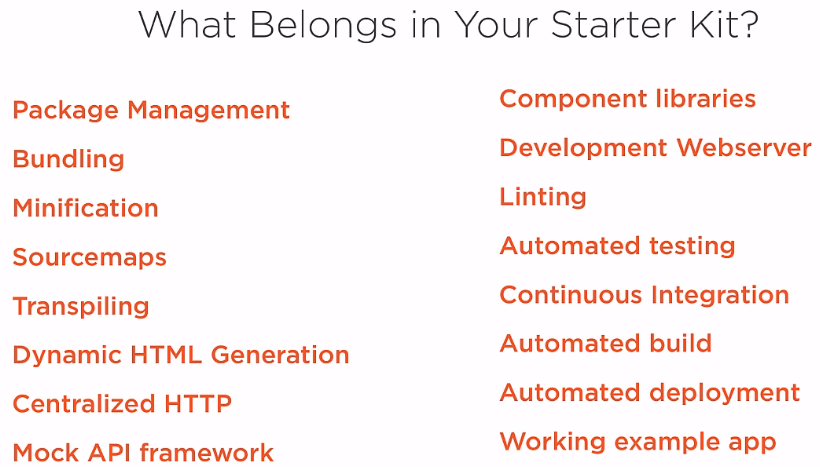 What Belongs in Your Starter Kit?
Package Management
Bundling
Minification
Sourcemaps
Transpiling
Dynamic HTML Generation
Centralized HTTP
Mock API framework
Component libraries
Development Webserver
Linting
Automated testing
Continuous Integration
Automated build
Automated deployment
Working example app